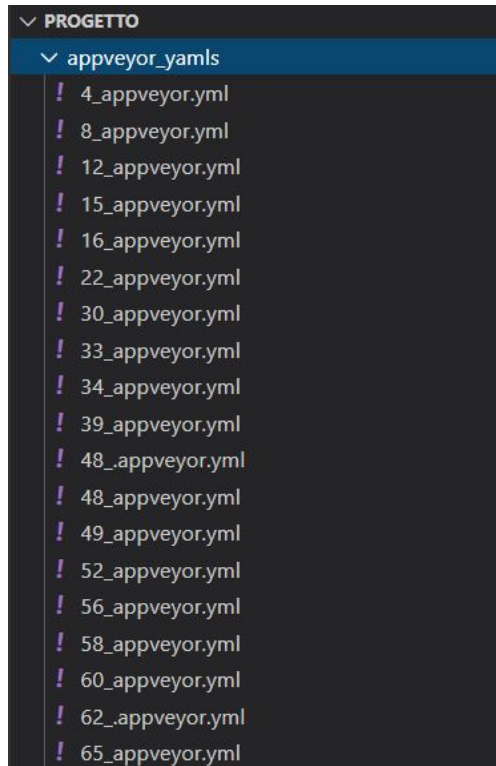 PROGETTO
appveyor_yamls
! 4_appveyor.yml
! 8_appveyor.yml
! 12_appveyor.yml
! 15_appveyor.yml
! 16_appveyor.yml
! 22_appveyor.yml
! 30_appveyor.yml
! 33_appveyor.yml
! 34_appveyor.yml
! 39_appveyor.yml
! 48_.appveyor.yml
! 48_appveyor.yml
! 49_appveyor.yml
! 52_appveyor.yml
! 56_appveyor.yml
! 58_appveyor.yml
! 60_appveyor.yml
! 62_.appveyor.yml
! 65_appveyor.yml